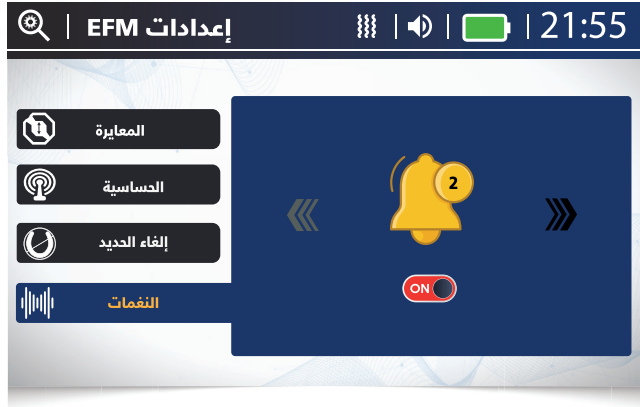 إعدادات EFM
21:55
المعايرة
الحساسية
إلغاء الحديد
النغمات
2
ON